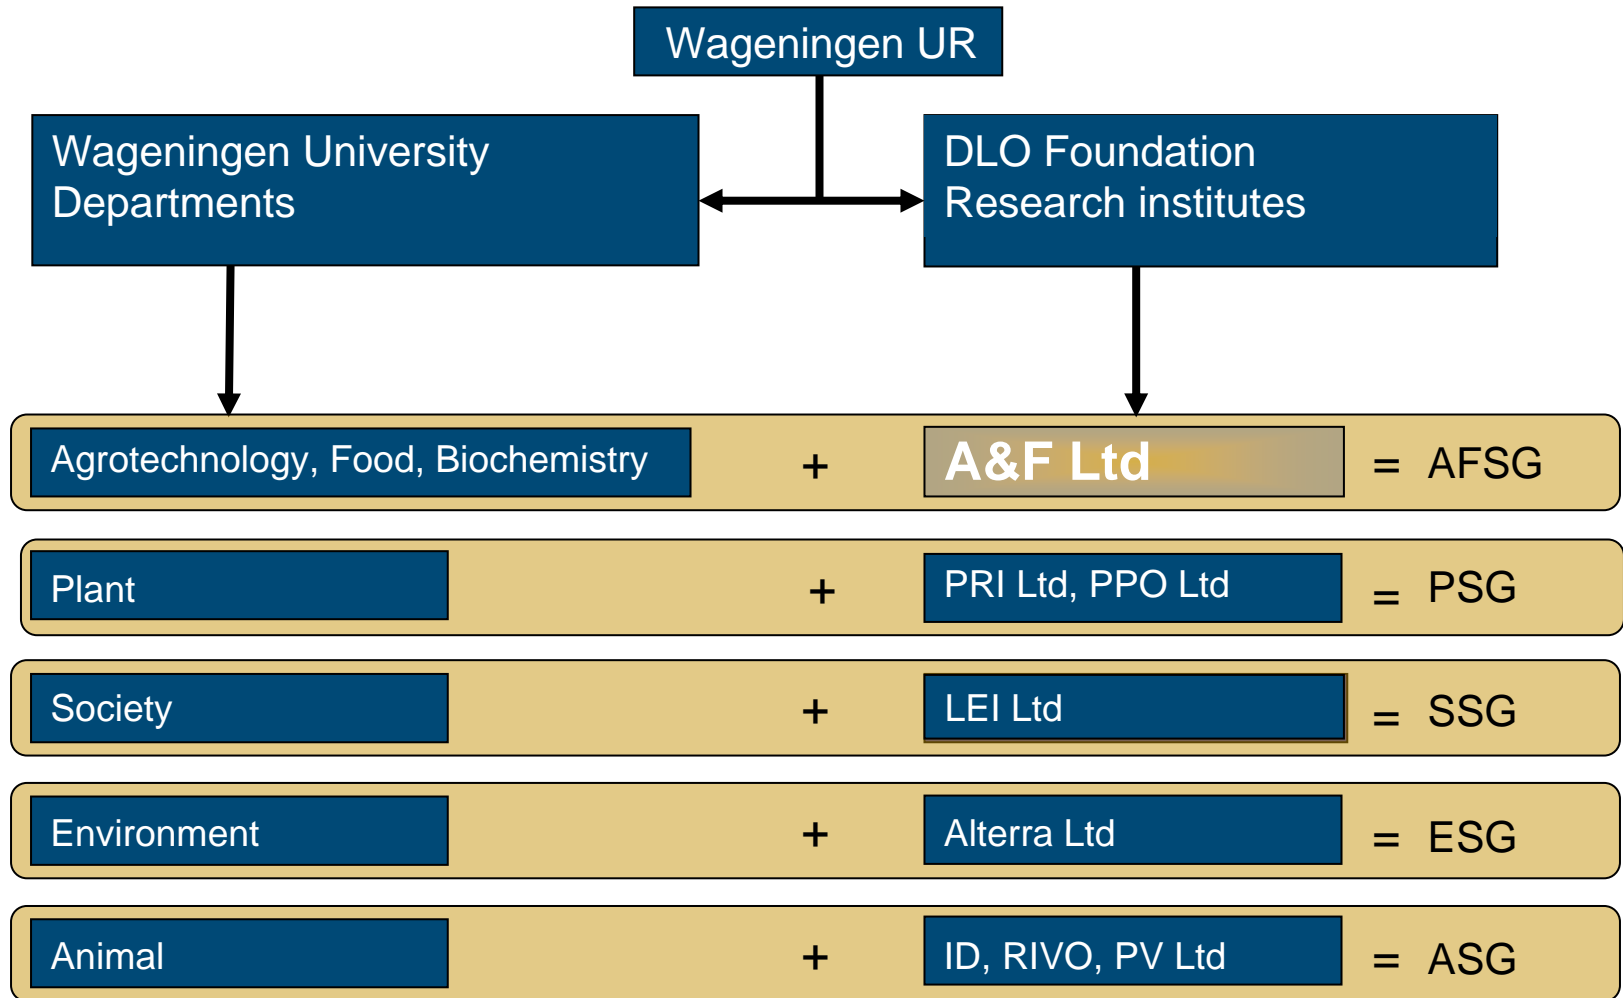 Wageningen UR
Wageningen University
Departments
DLO Foundation
Research institutes
Agrotechnology, Food, Biochemistry + A&F Ltd = AFSG
Plant + PRI Ltd, PPO Ltd = PSG
Society + LEI Ltd = SSG
Environment + Alterra Ltd = ESG
Animal + ID, RIVO, PV Ltd = ASG